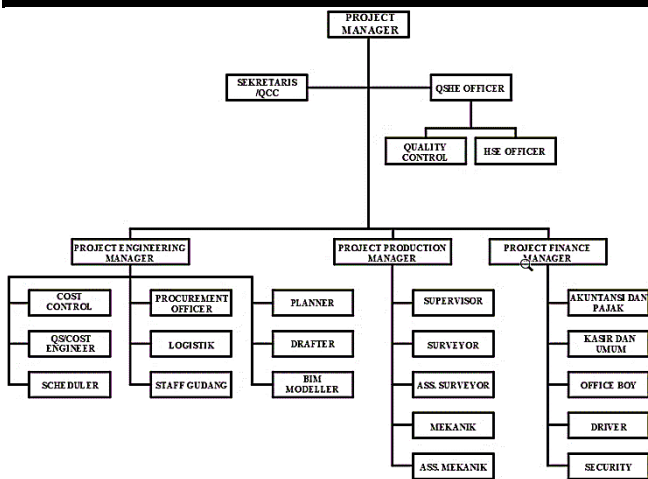 PROJECT
MANAGER
SEKRETARIS
/QCC
QSHE OFFICER
QUALITY
CONTROL
HSE OFFICER
PROJECT ENGINEERING
MANAGER
PROJECT PRODUCTION
MANAGER
PROJECT FINANCE
MANAGER
COST
CONTROL
PROCUREMENT
OFFICER
PLANNER
SUPERVISOR
AKUNTANSI DAN
PAJAK
QS/COST
ENGINEER
LOGISTIK
DRAFTER
SURVEYOR
KASIR DAN
UMUM
SCHEDULER
STAFF GUDANG
BIM
MODELLER
ASS. SURVEYOR
OFFICE BOY
MEKANIK
DRIVER
ASS. MEKANIK
SECURITY